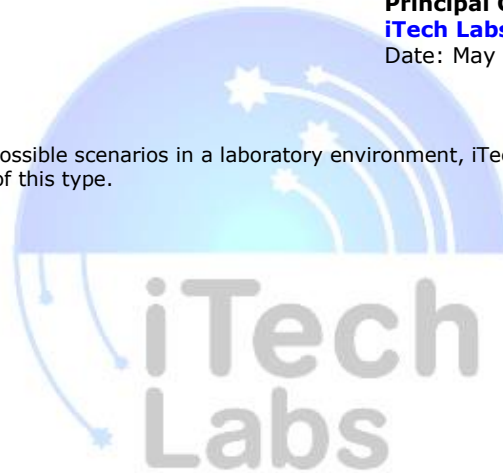 Principal
iTech Labs
Date: May
ossible scenarios in a laboratory environment, iTec
of this type.
iTech
Labs